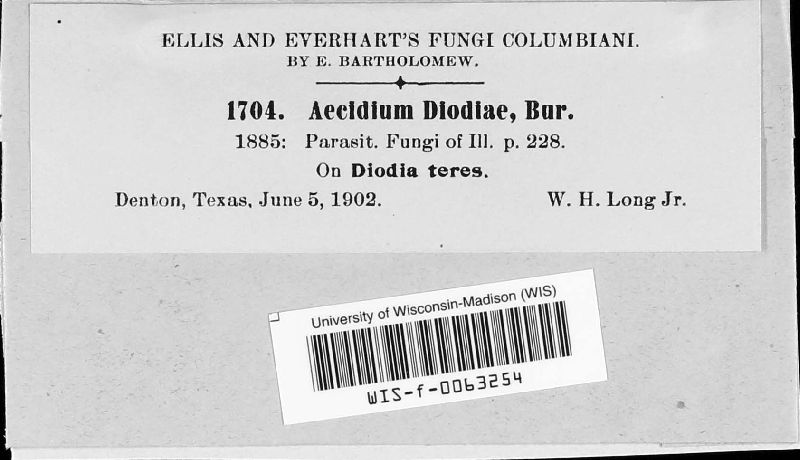 ELLIS AND EVERHART'S FUNGI COLUMBIANI.
BY E. BARTHOLOMEW.
1704. Aecidium Diodiae, Bur.
1885: Parasit. Fungi of Ill. p. 228.
On Diodia teres.
Denton, Texas, June 5, 1902. W. H. Long Jr.
University of Wisconsin-Madison (WIS)
WIS-f-0063254